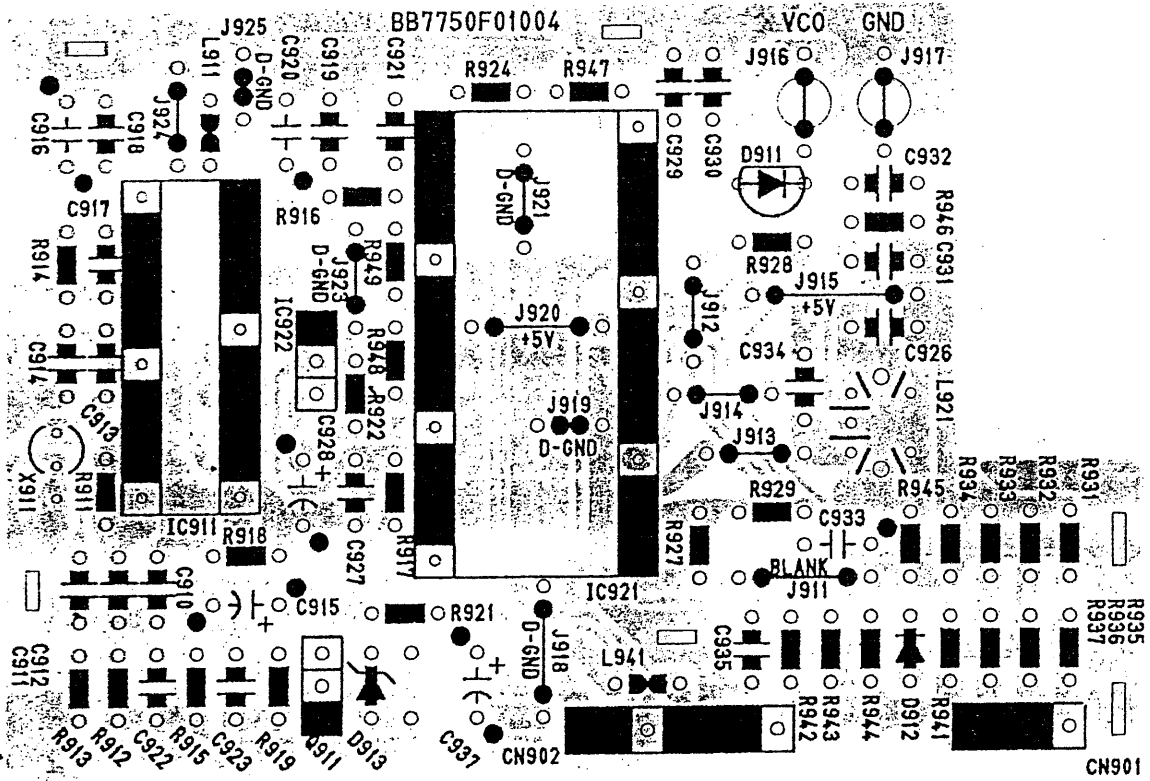 BB7750F01004
VCO GND
J925
L911
D-GND
C920
C919
C921
R924
R947
J916
J917
C916
C918
J924
C929
C930
D911
C932
C917
R916
J921
D-GND
R946
R914
D-GND
J923
R949
R928
C931
IC922
J912
J915
+5V
J920
+5V
C914
R948
C934
C926
C913
R922
J919
D-GND
J914
L921
J913
X911
R911
C928
+
R929
R945
R934
R933
R932
R931
IC911
R918
C927
R917
R927
C933
BLANK
J911
IC921
C910
C915
+
R921
D-GND
J918
C935
R937
R936
R935
C911
C912
+
L941
R913
R912
C922
R915
C923
R919
Q911
D913
C937
CN902
R942
R943
R944
D912
R941
CN901